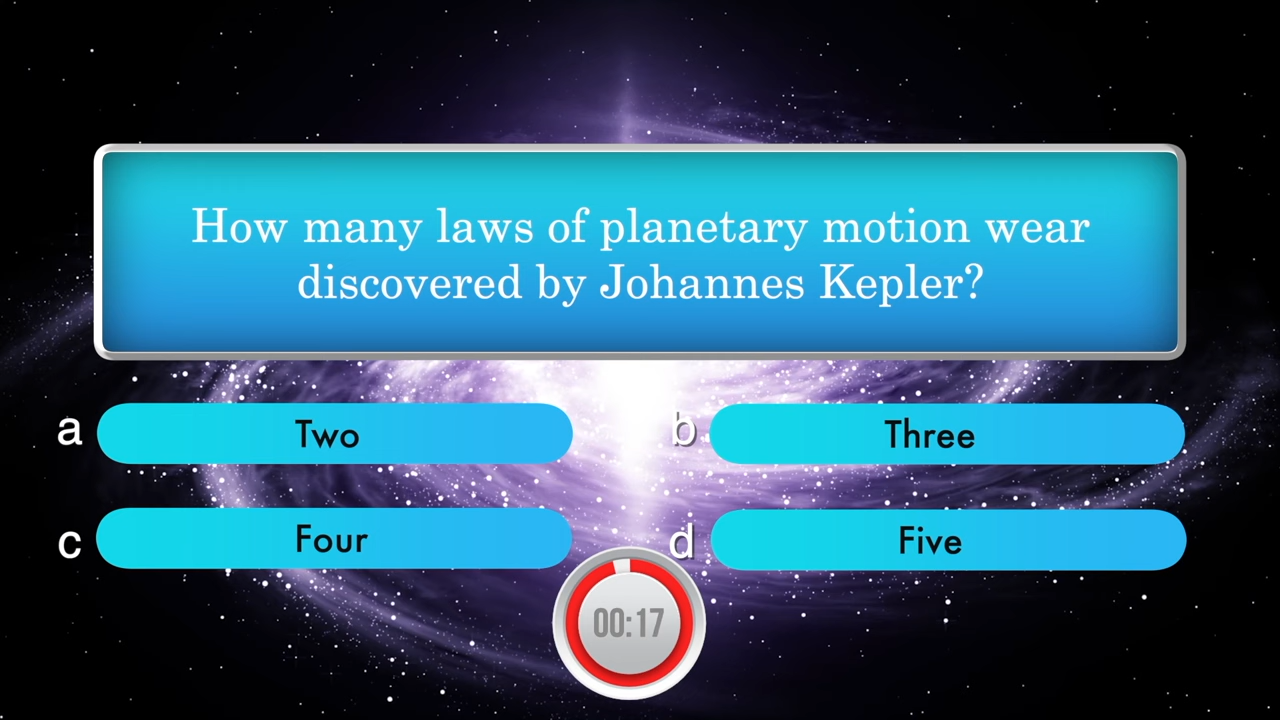 How many laws of planetary motion wear
discovered by Johannes Kepler?
a Two
b Three
c Four
d Five
00:17